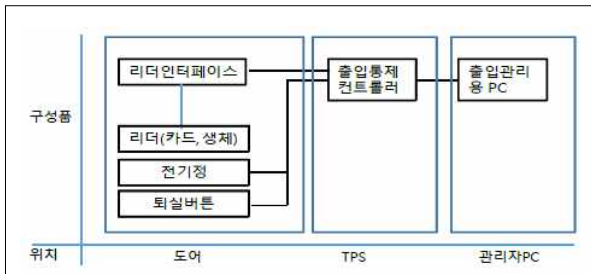 리더인터페이스
출입통제
컨트롤러
출입관리
용 PC
구성품
리더(카드, 생체)
전기정
퇴실버튼
위치
도어
TPS
관리자PC